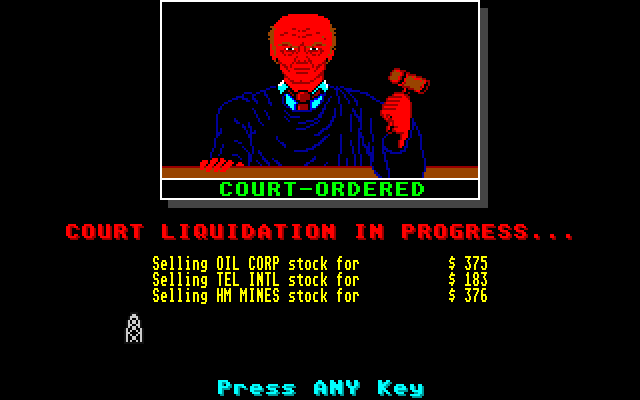 COURT-ORDERED
COURT LIQUIDATION IN PROGRESS...
Selling OIL CORP stock for $ 375
Selling TEL INTL stock for $ 183
Selling HM MINES stock for $ 376
Press ANY Key